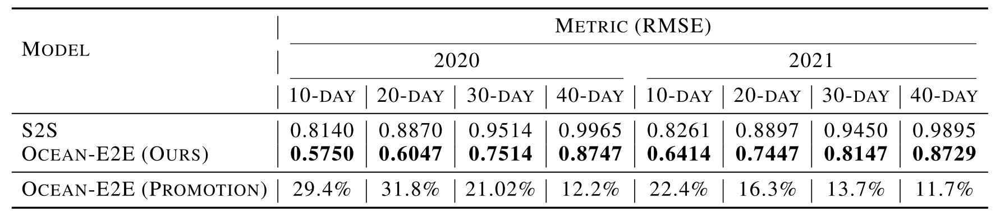 METRIC (RMSE)
MODEL
2020 2021
10-DAY 20-DAY 30-DAY 40-DAY 10-DAY 20-DAY 30-DAY 40-DAY
S2S 0.8140 0.8870 0.9514 0.9965 0.8261 0.8897 0.9450 0.9895
OCEAN-E2E (OURS) 0.5750 0.6047 0.7514 0.8747 0.6414 0.7447 0.8147 0.8729
OCEAN-E2E (PROMOTION) 29.4% 31.8% 21.02% 12.2% 22.4% 16.3% 13.7% 11.7%